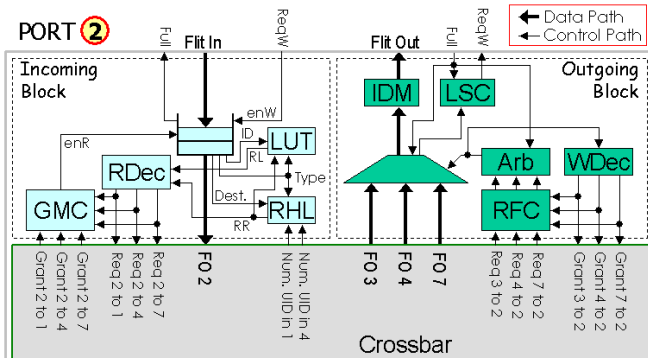 PORT 2
Full
Flit In
ReqW
Flit Out
Full
ReqW
Data Path
Control Path
Incoming
Block
Outgoing
Block
enW
enR
ID
RL
LUT
IDM
LSC
RDec
Type
Arb
WDec
GMC
Dest.
RR
RHL
RFC
Grant 2 to 1
Grant 2 to 4
Grant 2 to 7
Req 2 to 1
Req 2 to 4
Req 2 to 7
FO 2
Num. UID in 1
Num. UID in 4
FO 3
FO 4
FO 7
Req 3 to 2
Req 4 to 2
Req 7 to 2
Grant 3 to 2
Grant 4 to 2
Grant 7 to 2
Crossbar